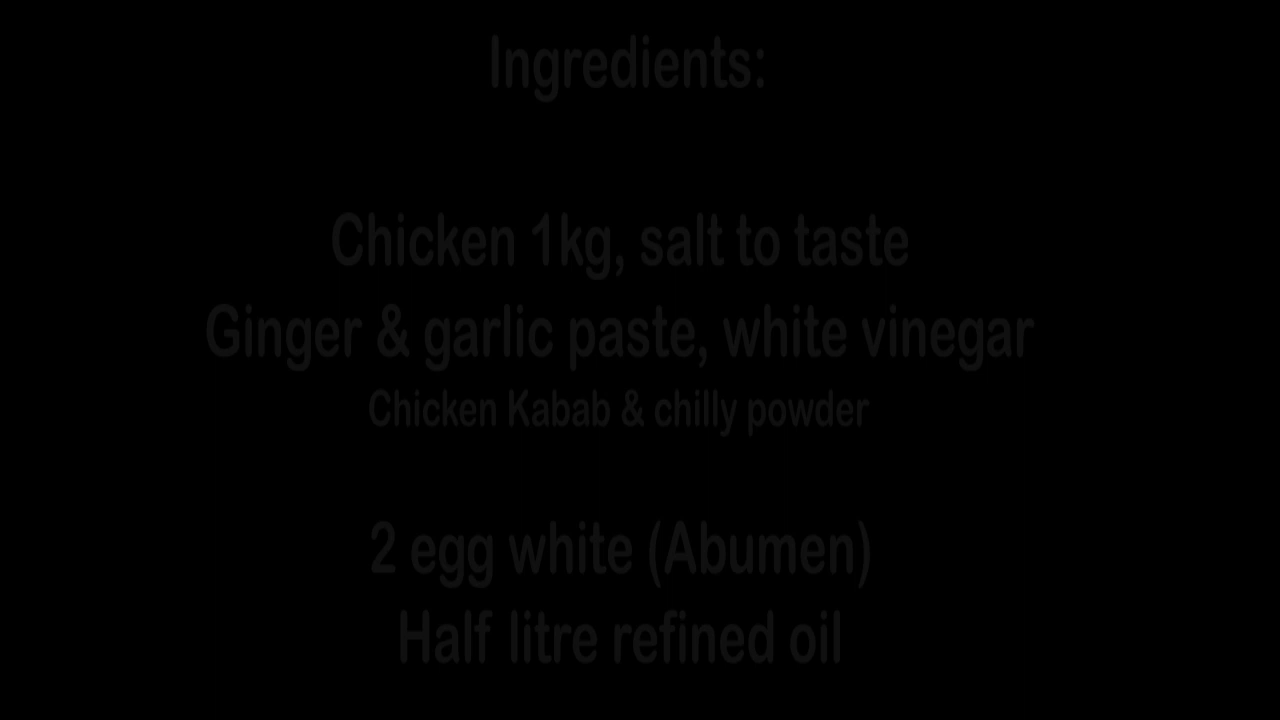 Ingredients:
Chicken 1kg, salt to taste
Ginger & garlic paste, white vinegar
Chicken Kabab & chilly powder
2 egg white (Abumen)
Half litre refined oil